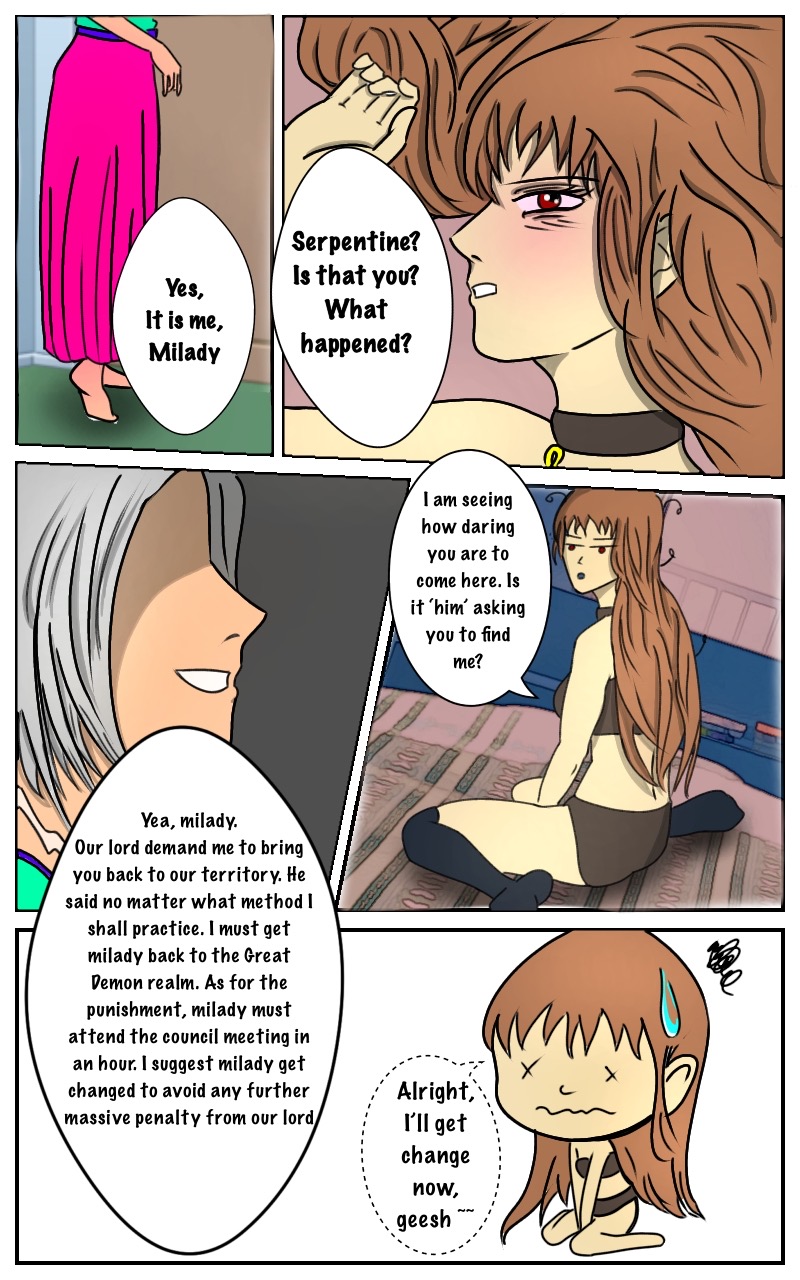 Serpentine?
Is that you?
What
happened?
Yes,
It is me,
Milady
I am seeing
how daring
you are to
come here. Is
it 'him' asking
you to find
me?
Yea, milady.
Our lord demand me to bring
you back to our territory. He
said no matter what method I
shall practice. I must get
milady back to the Great
Demon realm. As for the
punishment, milady must
attend the council meeting in
an hour. I suggest milady get
changed to avoid any further
massive penalty from our lord
Alright,
I'll get
change
now,
geesh ~~